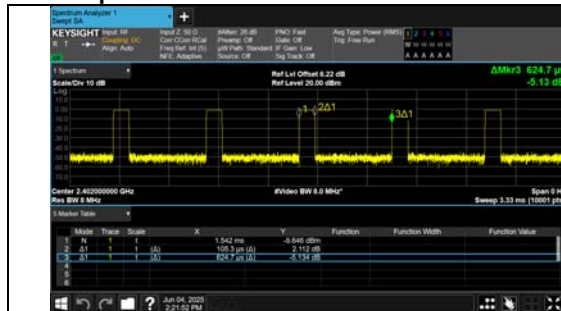 Spectrum Analyzer 1
Swept SA
+
KEYSIGHT Input: RF Input Z: 50 Ω #Atten: 26 dB PNO: Fast Avg Type: Power (RMS) 1 2 3 4 5 6
R T Coupling: DC Corr CCorr RCal Preamp: Off Gate: Off Trig: Free Run
Align: Auto Freq Ref: Int (S) µW Path: Standard IF Gain: Low W W W W W W
NFE: Adaptive Source: Off Sig Track: Off A A A A A A
1 Spectrum Ref Lvl Offset 6.22 dB ΔMkr3 624.7 µs
Scale/Div 10 dB Ref Level 20.00 dBm -5.13 dB
Log
10.0
0.00
1 2Δ1
3Δ1
Center 2.402000000 GHz #Video BW 8.0 MHz* Span 0 Hz
Res BW 8 MHz Sweep 3.33 ms (10001 pts)
5 Marker Table
Mode Trace Scale X Y Function Function Width Function Value
1 N 1 t 1.542 ms -9.646 dBm
2 Δ1 1 t (Δ) 105.3 µs (Δ) 2.112 dB
3 Δ1 1 t (Δ) 624.7 µs (Δ) -5.134 dB
4
5
6
? Jun 04, 2025
2:21:52 PM